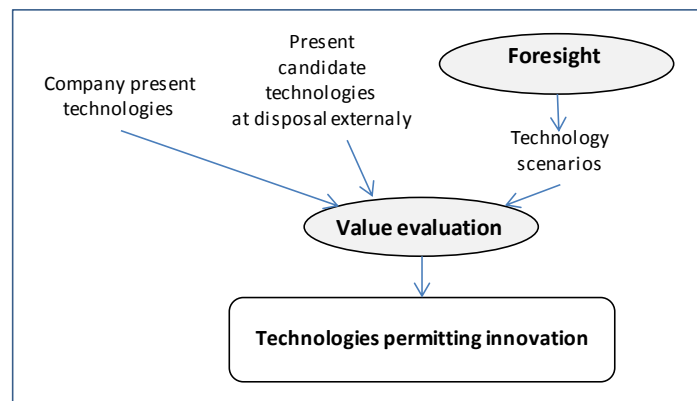 Company present
technologies
Present
candidate
technologies
at disposal externaly
Foresight
Technology
scenarios
Value evaluation
Technologies permitting innovation